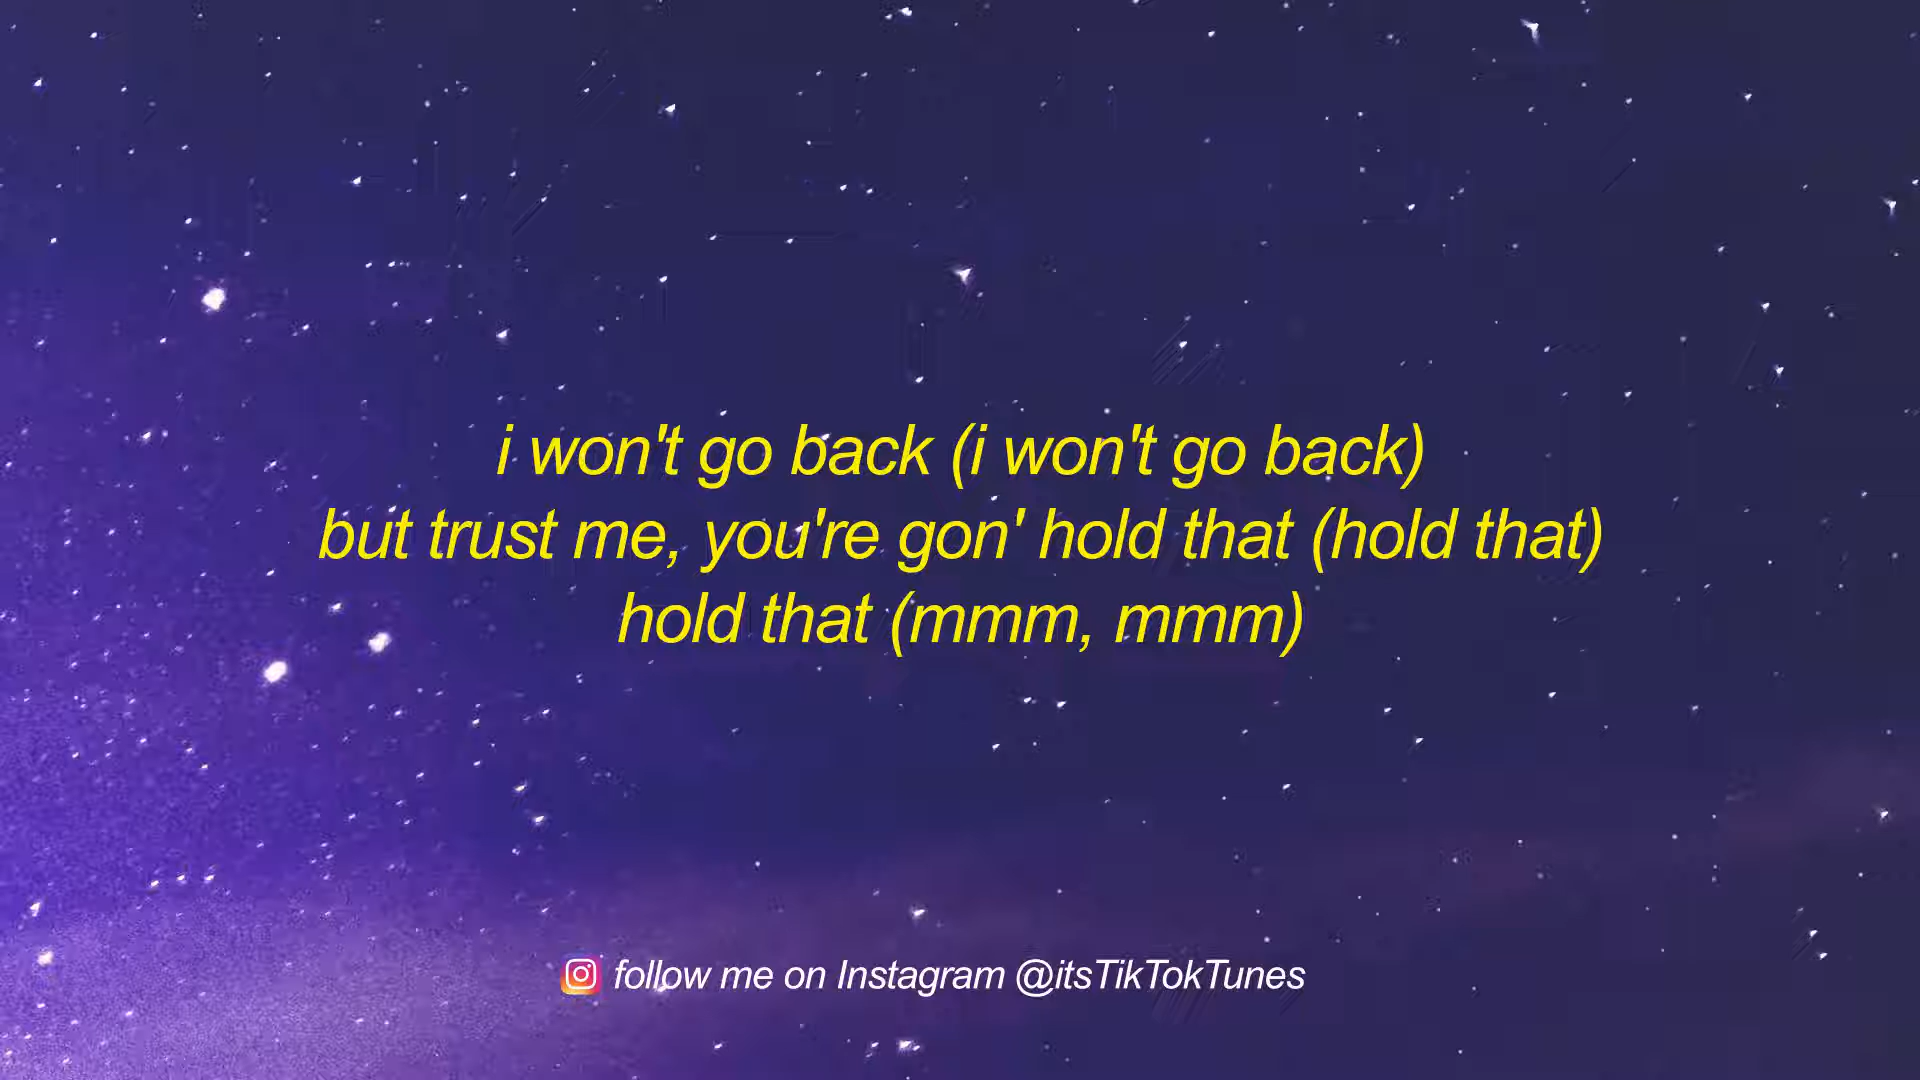 i won't go back (i won't go back)
but trust me, you're gon' hold that (hold that)
hold that (mmm, mmm)
follow me on Instagram @itsTikTokTunes